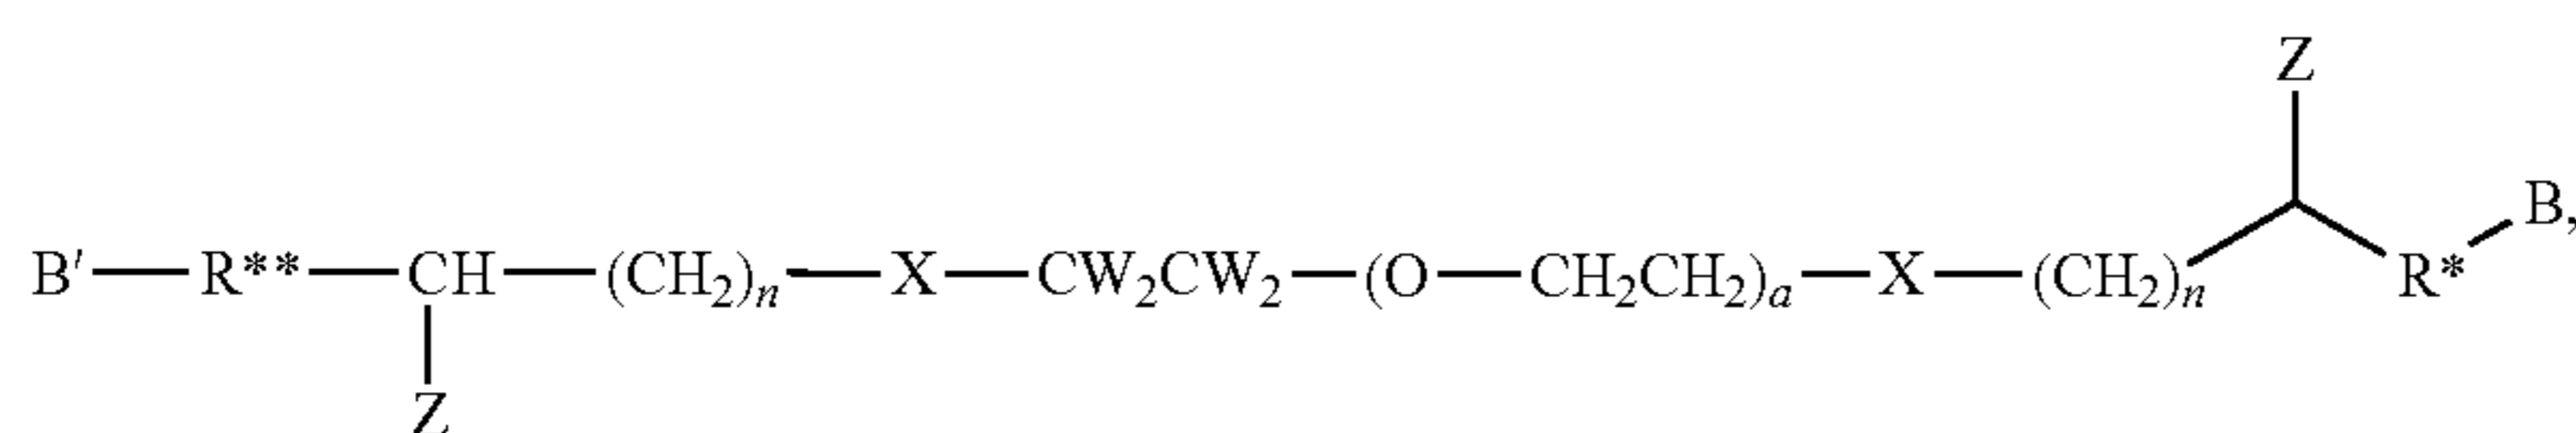 Z
B' — R** — CH — (CH2)n — X — CW2CW2 — (O — CH2CH2)a — X — (CH2)n R* B,
Z